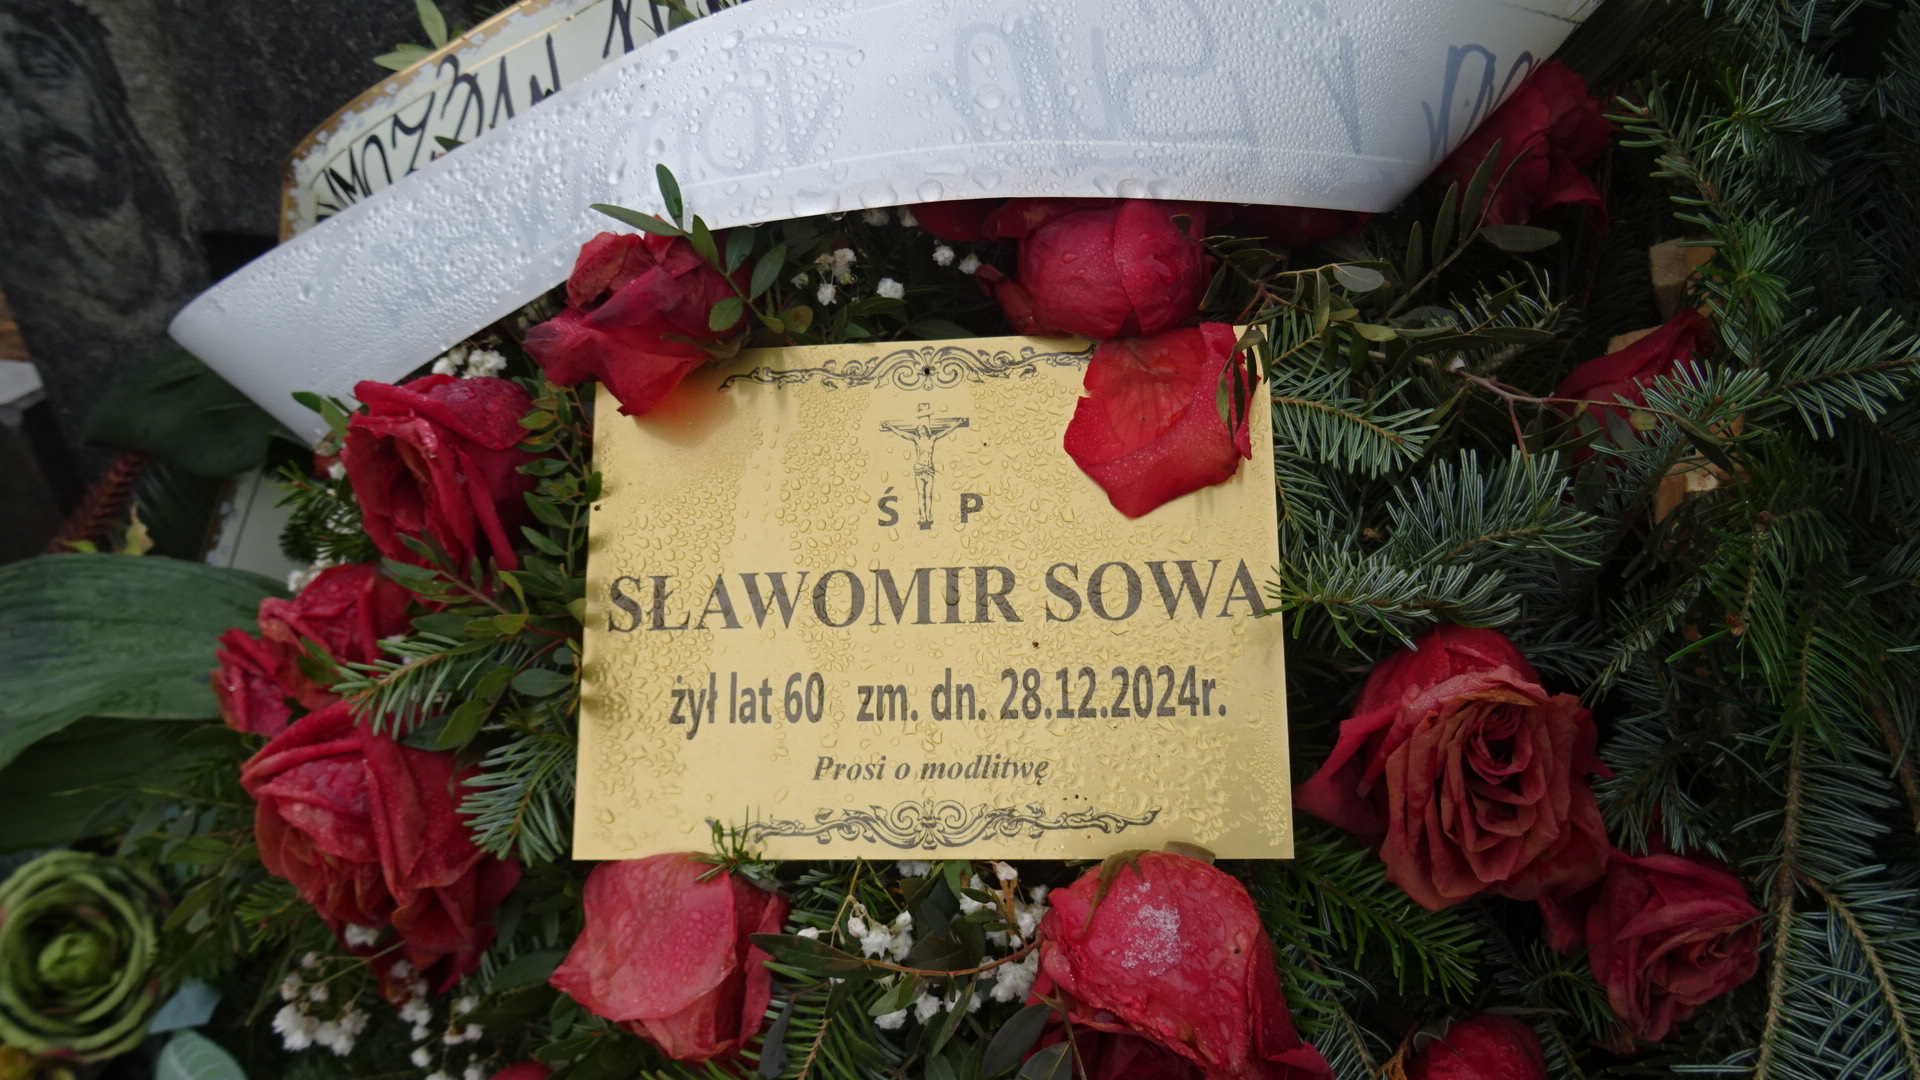 Ś P
SŁAWOMIR SOWA
żył lat 60 zm. dn. 28.12.2024r.
Prosi o modlitwę